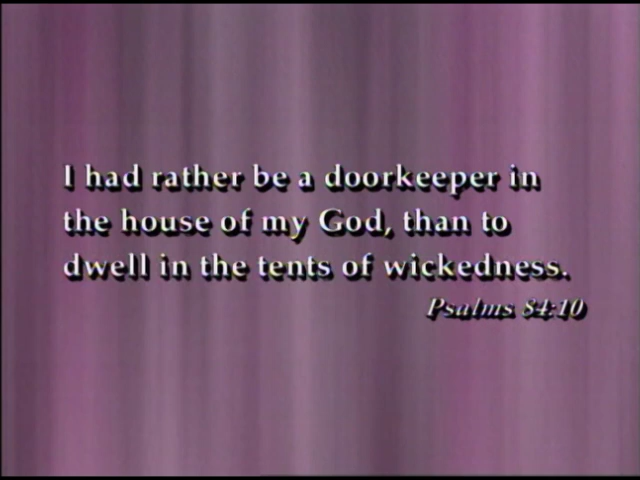 I had rather be a doorkeeper in
the house of my God, than to
dwell in the tents of wickedness.
Psalms 84:10